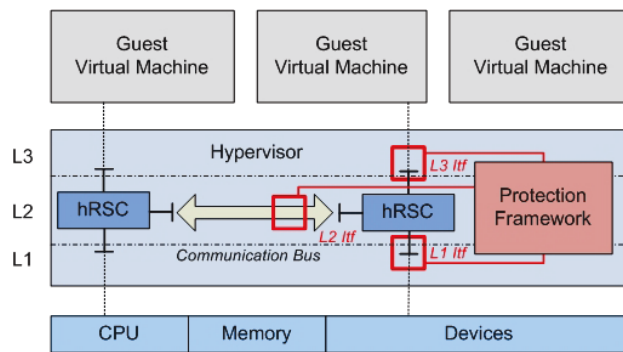 Guest
Virtual Machine
Guest
Virtual Machine
Guest
Virtual Machine
L3
Hypervisor
L3 Itf
L2
hRSC
hRSC
Protection
Framework
L2 Itf
L1
Communication Bus
L1 Itf
CPU
Memory
Devices